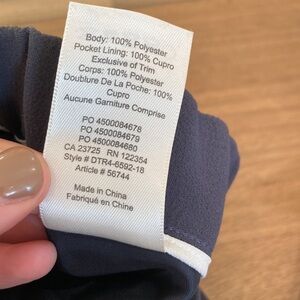 Body: 100% Polyester
Pocket Lining: 100% Cupro
Exclusive of Trim
Corps: 100% Polyester
Doublure De La Poche: 100%
Cupro
Aucune Garniture Comprise
PO 4500084678
PO 4500084679
PO 4500084680
CA 23725 RN 122354
Style # DTR4-6592-18
Article # 56744
Made in China
Fabriqué en Chine